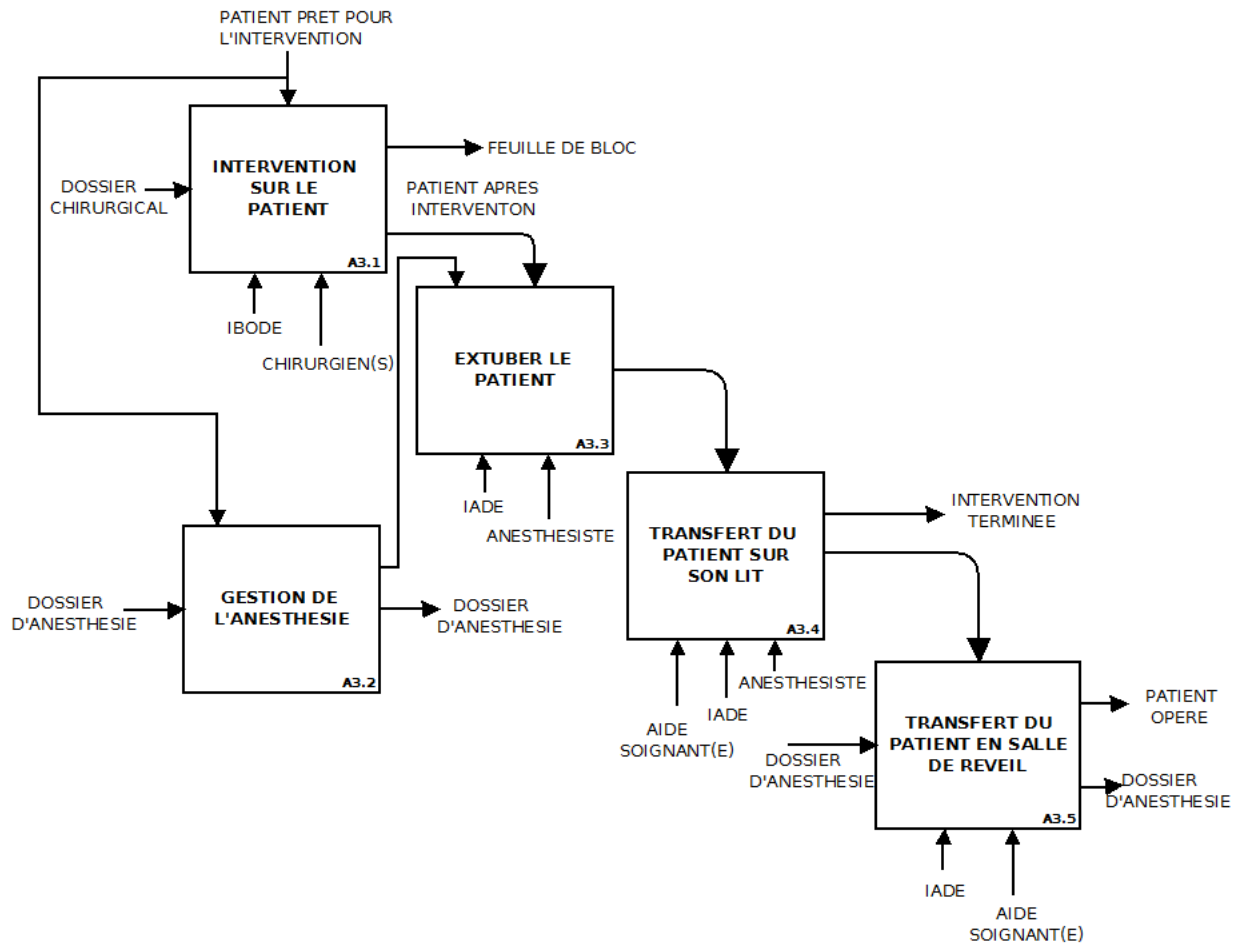 PATIENT PRET POUR
L'INTERVENTION
INTERVENTION
SUR LE
PATIENT
A3.1
FEUILLE DE BLOC
DOSSIER
CHIRURGICAL
PATIENT APRES
INTERVENTON
IBODE
CHIRURGIEN(S)
EXTUBER LE
PATIENT
A3.3
IADE
ANESTHESISTE
GESTION DE
L'ANESTHESIE
A3.2
DOSSIER
D'ANESTHESIE
DOSSIER
D'ANESTHESIE
TRANSFERT DU
PATIENT SUR
SON LIT
A3.4
INTERVENTION
TERMINEE
ANESTHESISTE
IADE
AIDE
SOIGNANT(E)
DOSSIER
D'ANESTHESIE
TRANSFERT DU
PATIENT EN SALLE
DE REVEIL
A3.5
PATIENT
OPERE
DOSSIER
D'ANESTHESIE
IADE
AIDE
SOIGNANT(E)